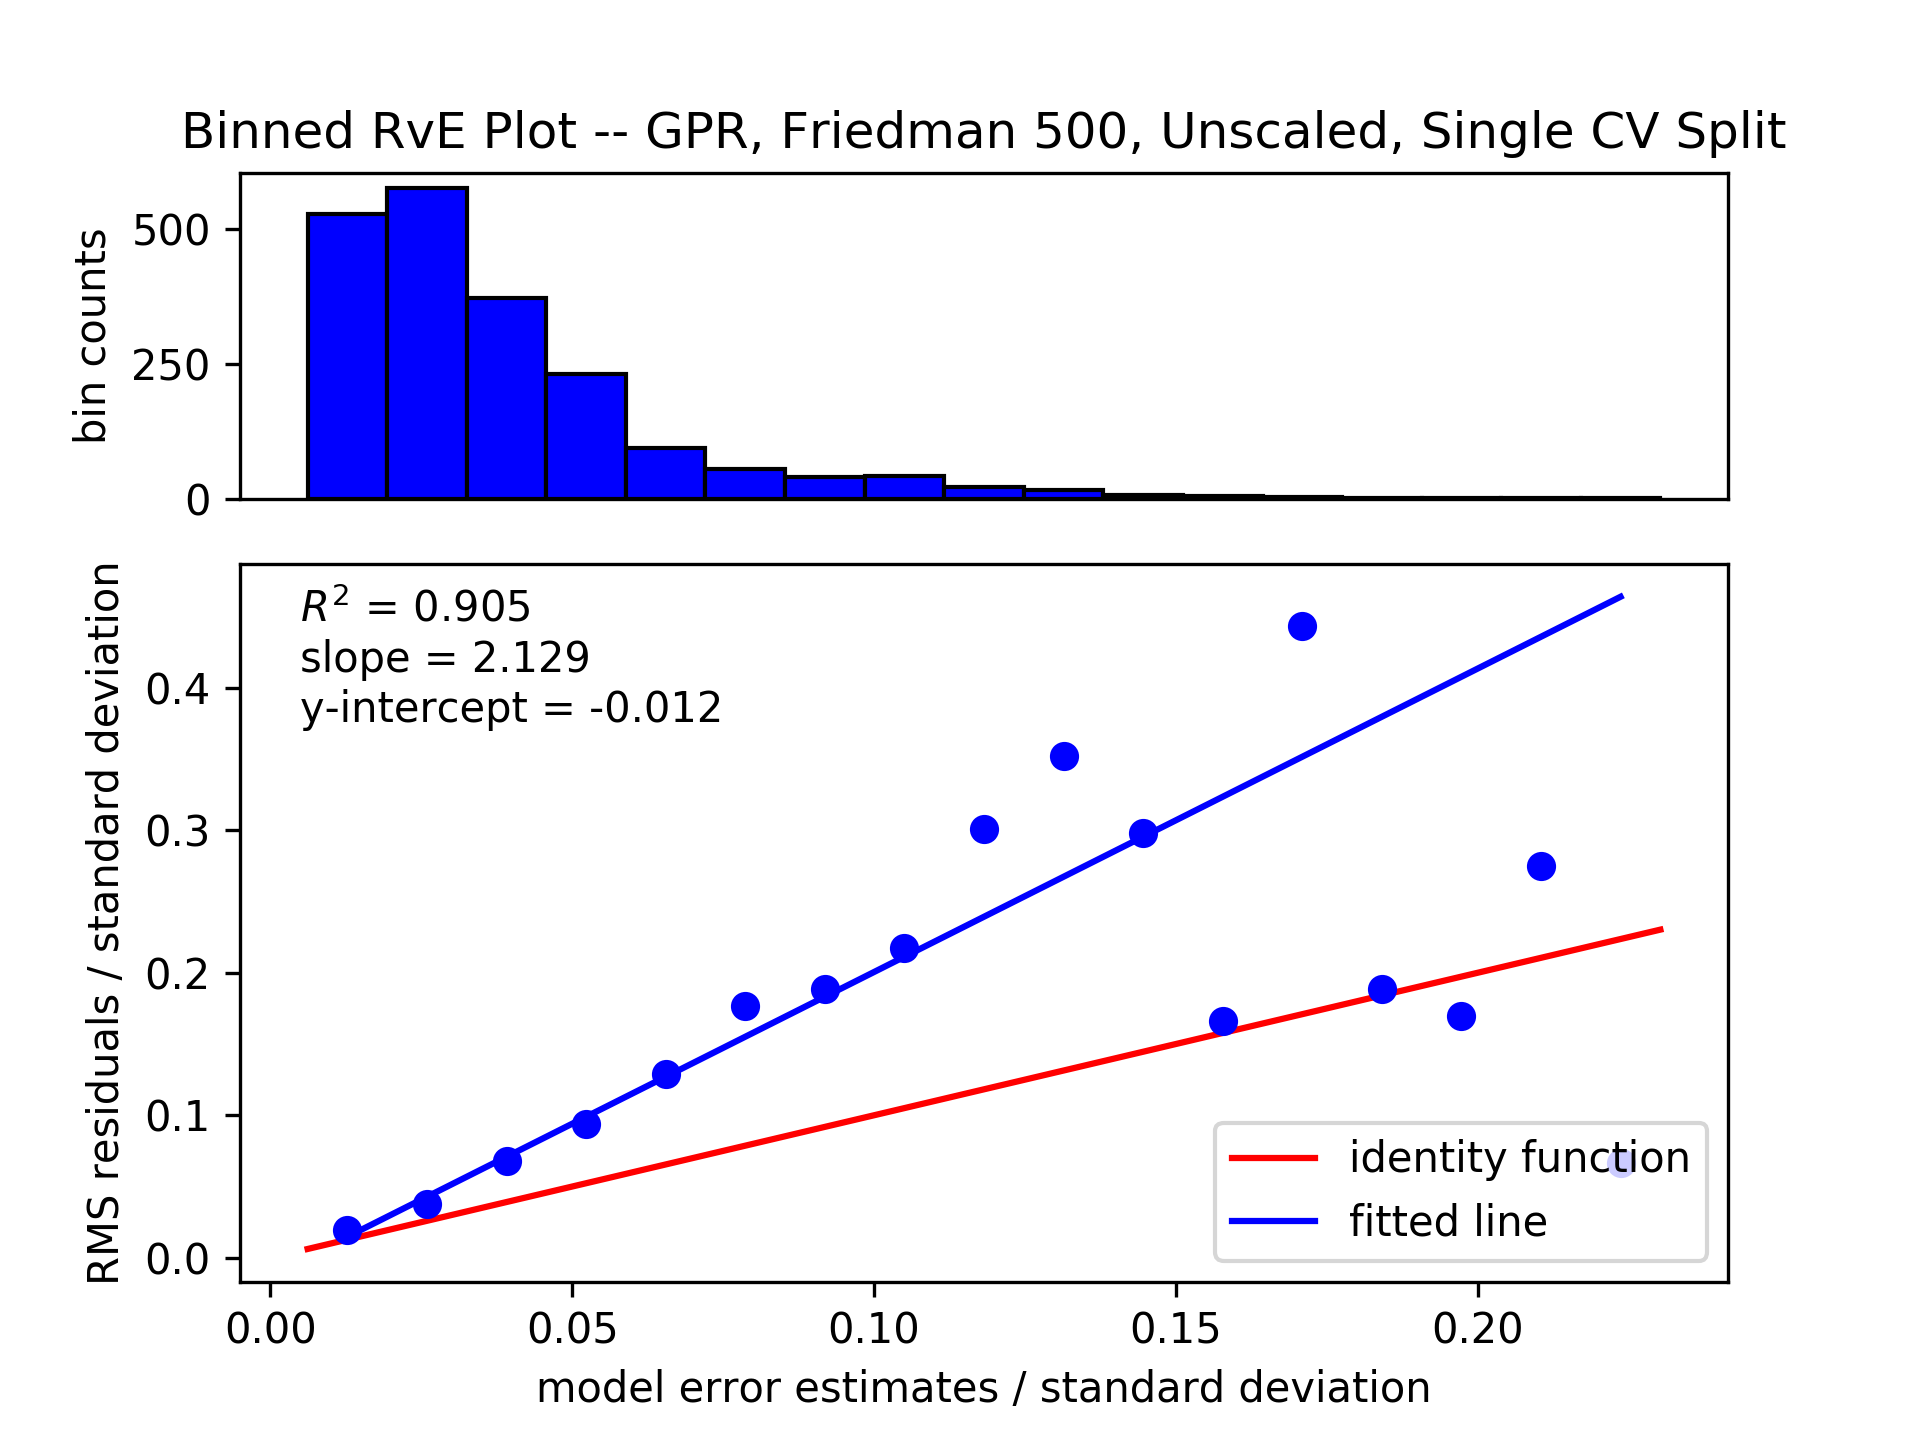 Binned RvE Plot -- GPR, Friedman 500, Unscaled, Single CV Split
bin counts
500
250
0
RMS residuals / standard deviation
R² = 0.905
slope = 2.129
y-intercept = -0.012
0.4
0.3
0.2
0.1
0.0
identity function
fitted line
0.00 0.05 0.10 0.15 0.20
model error estimates / standard deviation